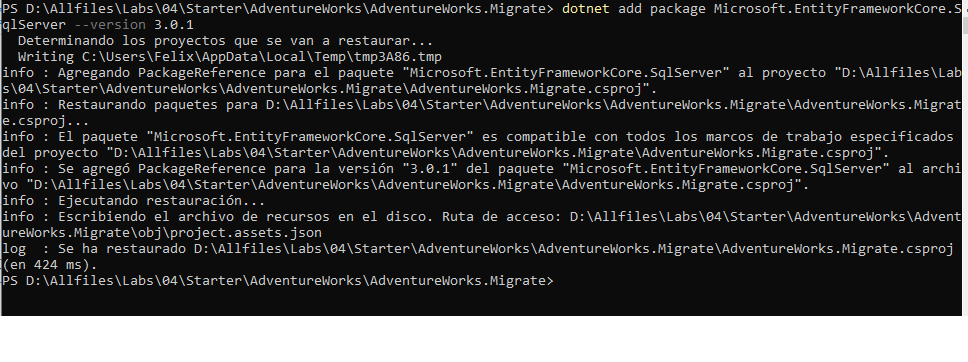 PS D:\Allfiles\Labs\04\Starter\AdventureWorks\AdventureWorks.Migrate> dotnet add package Microsoft.EntityFrameworkCore.S
qlServer --version 3.0.1
  Determinando los proyectos que se van a restaurar...
  Writing C:\Users\Felix\AppData\Local\Temp\tmp3A86.tmp
info : Agregando PackageReference para el paquete "Microsoft.EntityFrameworkCore.SqlServer" al proyecto "D:\Allfiles\Lab
s\04\Starter\AdventureWorks\AdventureWorks.Migrate\AdventureWorks.Migrate.csproj".
info : Restaurando paquetes para D:\Allfiles\Labs\04\Starter\AdventureWorks\AdventureWorks.Migrate\AdventureWorks.Migrat
e.csproj...
info : El paquete "Microsoft.EntityFrameworkCore.SqlServer" es compatible con todos los marcos de trabajo especificados
del proyecto "D:\Allfiles\Labs\04\Starter\AdventureWorks\AdventureWorks.Migrate\AdventureWorks.Migrate.csproj".
info : Se agregó PackageReference para la versión "3.0.1" del paquete "Microsoft.EntityFrameworkCore.SqlServer" al archi
vo "D:\Allfiles\Labs\04\Starter\AdventureWorks\AdventureWorks.Migrate\AdventureWorks.Migrate.csproj".
info : Ejecutando restauración...
info : Escribiendo el archivo de recursos en el disco. Ruta de acceso: D:\Allfiles\Labs\04\Starter\AdventureWorks\Advent
ureWorks.Migrate\obj\project.assets.json
log  : Se ha restaurado D:\Allfiles\Labs\04\Starter\AdventureWorks\AdventureWorks.Migrate\AdventureWorks.Migrate.csproj
(en 424 ms).
PS D:\Allfiles\Labs\04\Starter\AdventureWorks\AdventureWorks.Migrate>